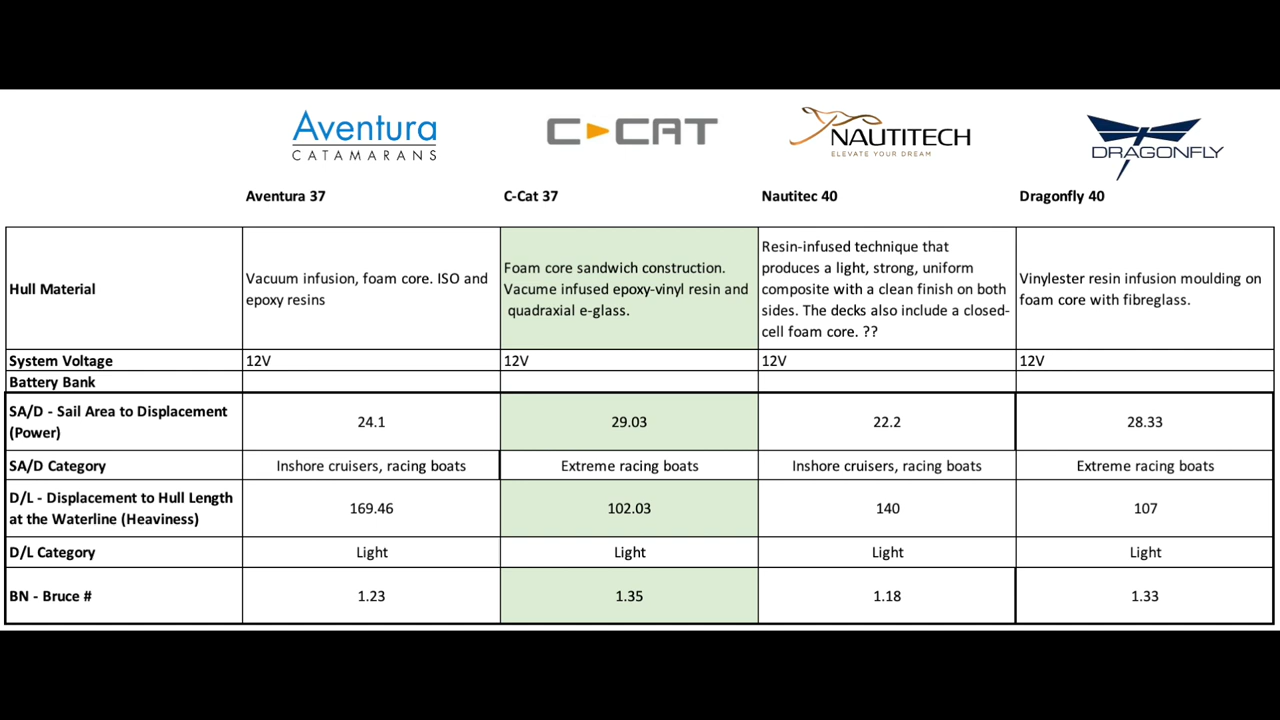 Aventura
CATAMARANS
C CAT
NAUTITECH
ELEVATE YOUR DREAM
DRAGONFLY
Aventura 37
C-Cat 37
Nautitec 40
Dragonfly 40
Hull Material
Vacuum infusion, foam core. ISO and
epoxy resins
Foam core sandwich construction.
Vacume infused epoxy-vinyl resin and
quadraxial e-glass.
Resin-infused technique that
produces a light, strong, uniform
composite with a clean finish on both
sides. The decks also include a closed-
cell foam core. ??
Vinylester resin infusion moulding on
foam core with fibreglass.
System Voltage
12V
12V
12V
12V
Battery Bank
SA/D - Sail Area to Displacement
(Power)
24.1
29.03
22.2
28.33
SA/D Category
Inshore cruisers, racing boats
Extreme racing boats
Inshore cruisers, racing boats
Extreme racing boats
D/L - Displacement to Hull Length
at the Waterline (Heaviness)
169.46
102.03
140
107
D/L Category
Light
Light
Light
Light
BN - Bruce #
1.23
1.35
1.18
1.33